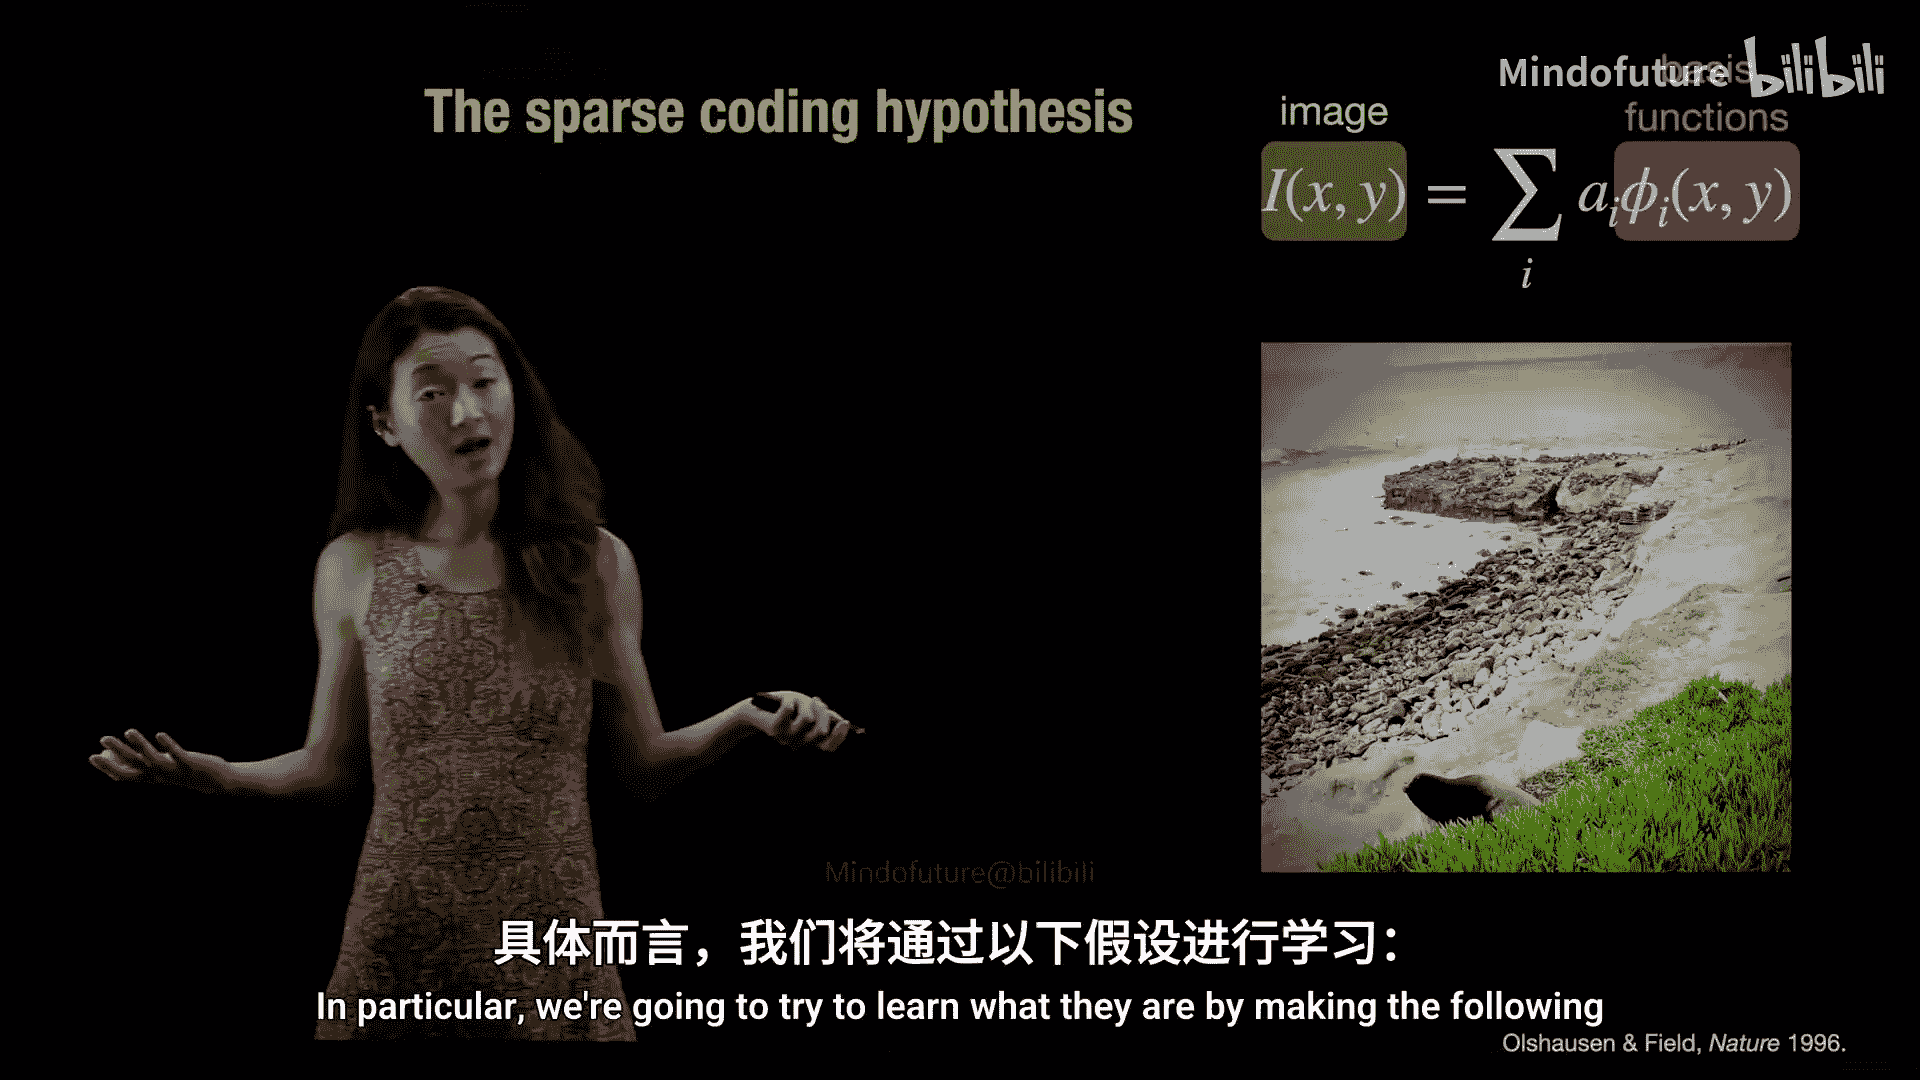 The sparse coding hypothesis
Mindofuture bilibili
image
basis
functions
I(x, y) = ∑ aᵢϕᵢ(x, y)
i
Mindofuture@bilibili
具体而言，我们将通过以下假设进行学习：
In particular, we're going to try to learn what they are by making the following
Olshausen & Field, Nature 1996.